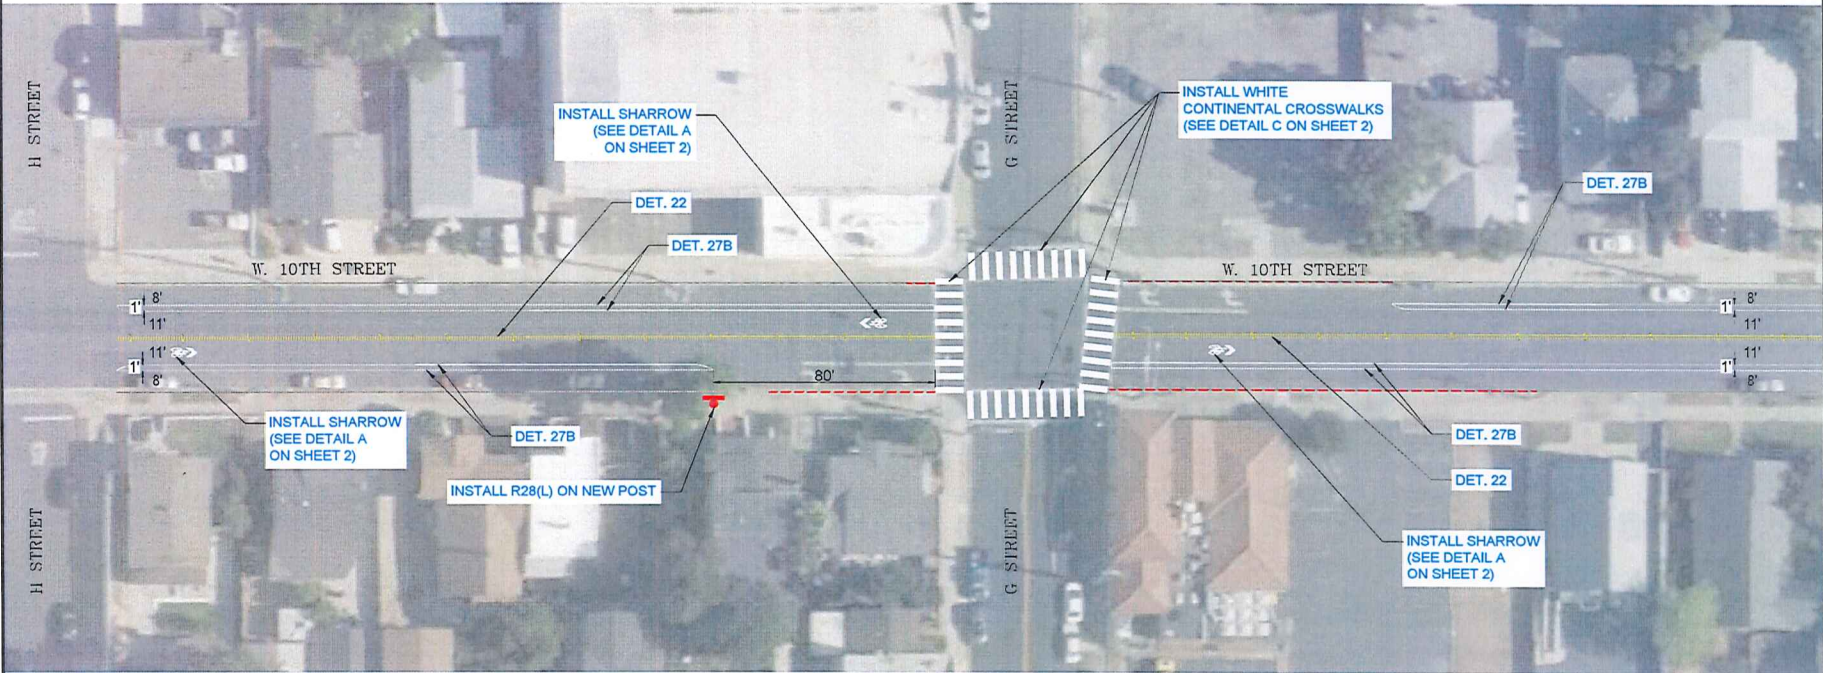 H STREET
G STREET
INSTALL SHARROW
(SEE DETAIL A
ON SHEET 2)
INSTALL WHITE
CONTINENTAL CROSSWALKS
(SEE DETAIL C ON SHEET 2)
DET. 22
DET. 27B
DET. 27B
W. 10TH STREET
W. 10TH STREET
8'
1'
11'
11'
1'
8'
8'
1'
11'
11'
1'
8'
80'
INSTALL SHARROW
(SEE DETAIL A
ON SHEET 2)
DET. 27B
INSTALL R28(L) ON NEW POST
DET. 27B
DET. 22
INSTALL SHARROW
(SEE DETAIL A
ON SHEET 2)
H STREET
G STREET